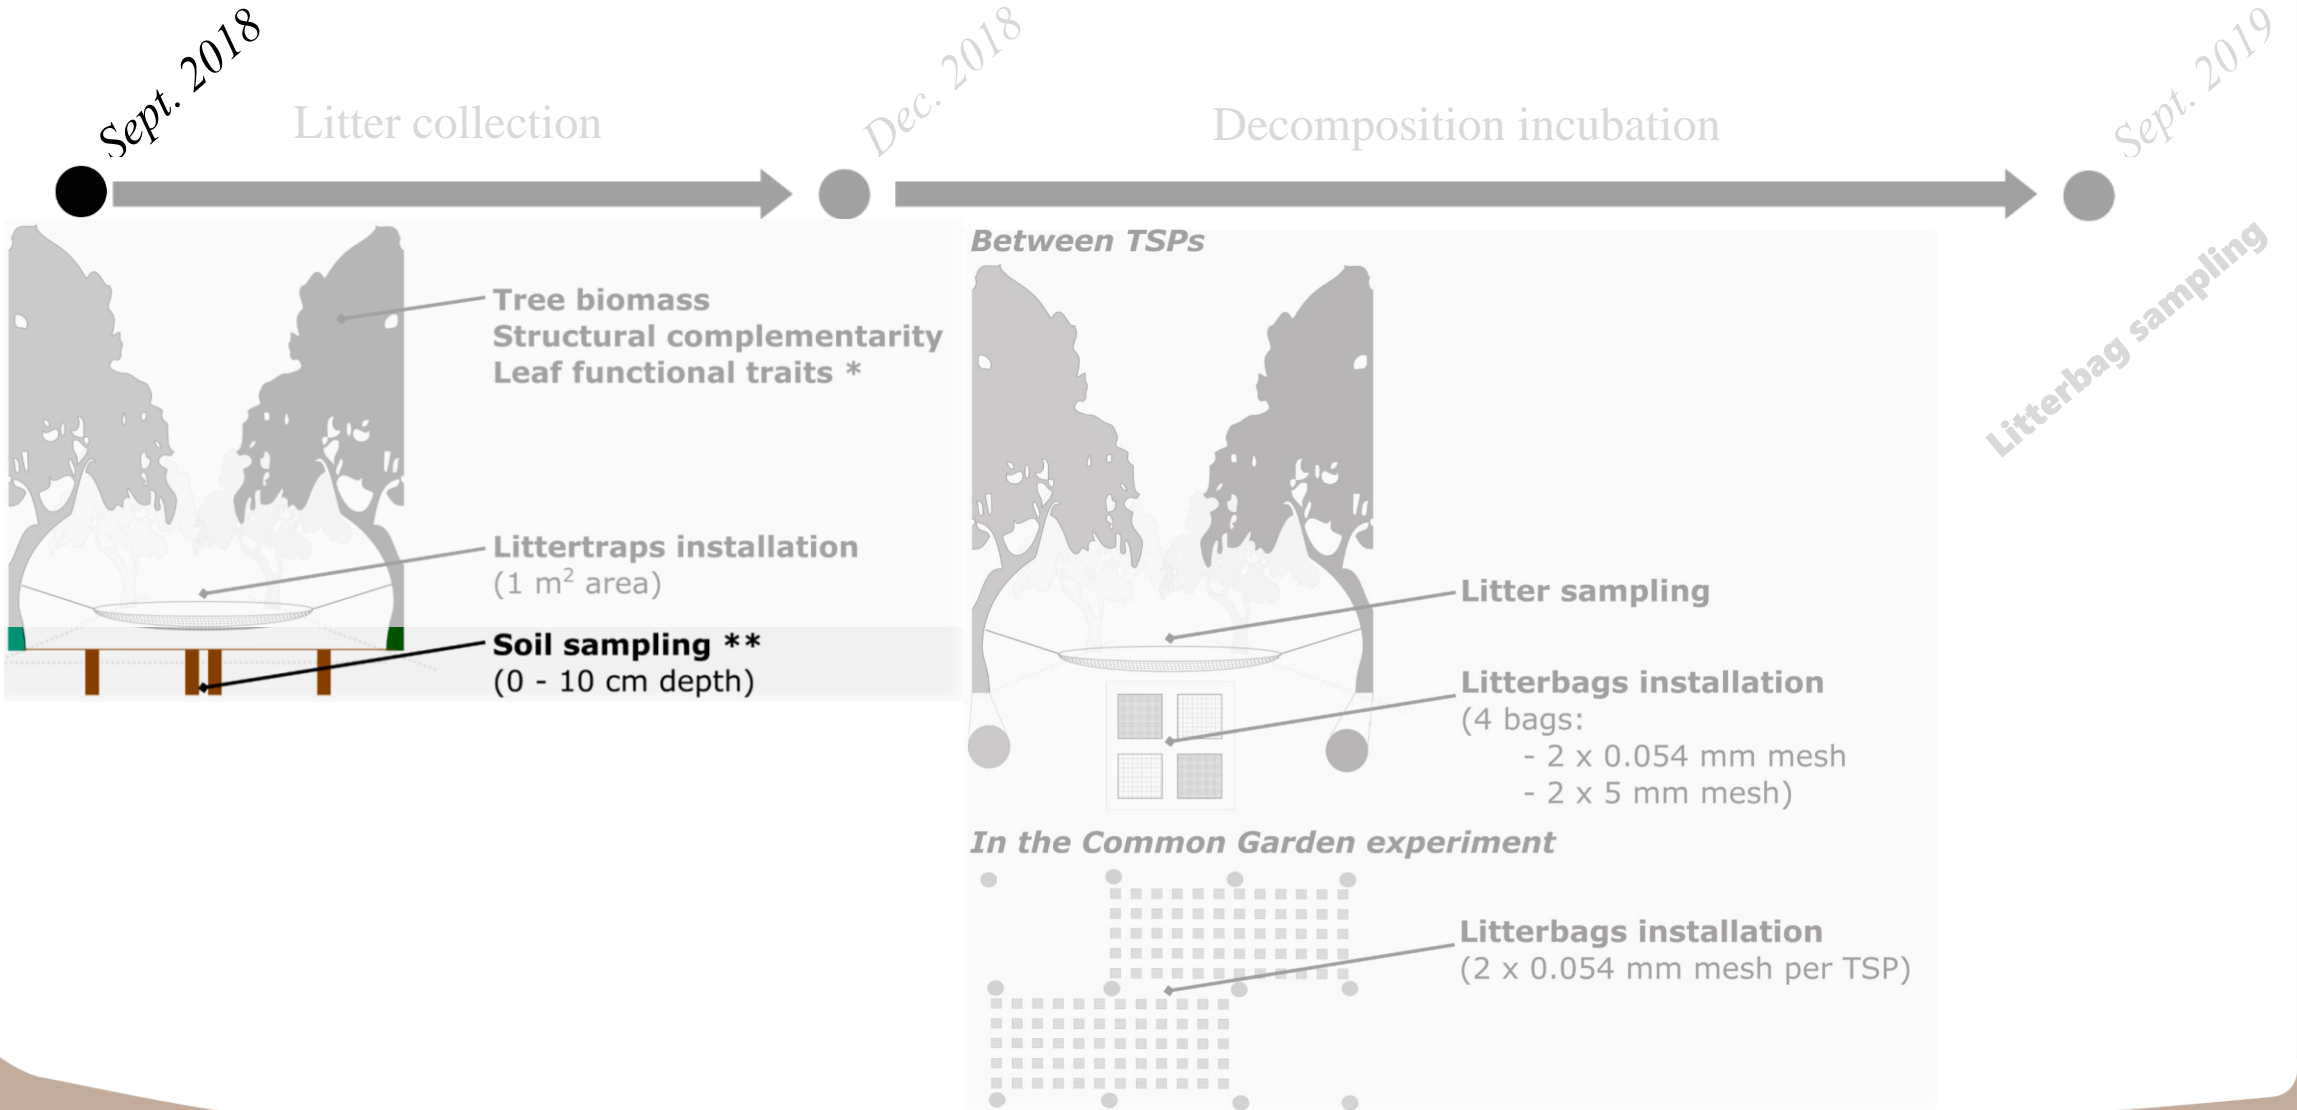 Sept. 2018
Litter collection
Dec. 2018
Decomposition incubation
Sept. 2019
Tree biomass
Structural complementarity
Leaf functional traits *
Littertraps installation
(1 m² area)
Soil sampling **
(0 - 10 cm depth)
Between TSPs
Litter sampling
Litterbags installation
(4 bags:
- 2 x 0.054 mm mesh
- 2 x 5 mm mesh)
In the Common Garden experiment
Litterbags installation
(2 x 0.054 mm mesh per TSP)
Litterbag sampling